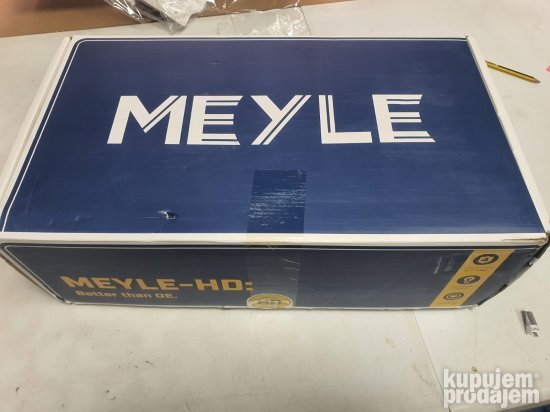 MEYLE
MEYLE-HD:
Better than OE.
kupujem
prodajem